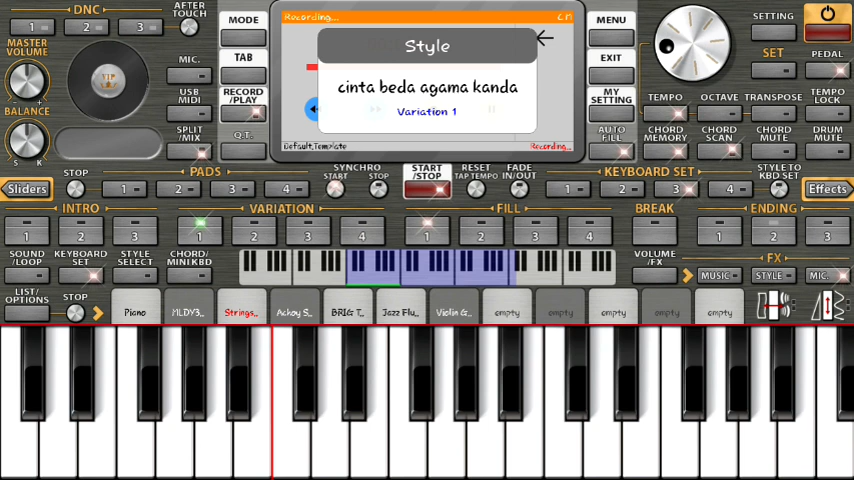 DNC
1 2 3
AFTER TOUCH
MASTER VOLUME
BALANCE
S K
VIP
MIC.
USB MIDI
SPLIT /MIX
MODE
TAB
RECORD /PLAY
Q.T.
Recording...
Style
cinta beda agama kanda
Variation 1
Default,Template
Recording...
MENU
EXIT
MY SETTING
AUTO FILL
SETTING
SET
PEDAL
TEMPO OCTAVE TRANSPOSE TEMPO LOCK
CHORD MEMORY CHORD SCAN CHORD MUTE DRUM MUTE
Sliders
STOP
PADS
1 2 3 4
SYNCHRO
START STOP
START /STOP
RESET
TAP TEMPO
FADE IN/OUT
KEYBOARD SET
1 2 3 4
STYLE TO KBD SET
Effects
INTRO
1 2 3
VARIATION
1 2 3 4
FILL
1 2 3 4
BREAK
ENDING
1 2 3
SOUND /LOOP
KEYBOARD SET
STYLE SELECT
CHORD/ MINI KBD
VOLUME /FX
FX
MUSIC STYLE MIC.
LIST/ OPTIONS
STOP
Piano
MLDY3..
Strings..
Ackoy S..
BRIG T..
Jazz Flu..
Violin G..
empty
empty
empty
empty
empty